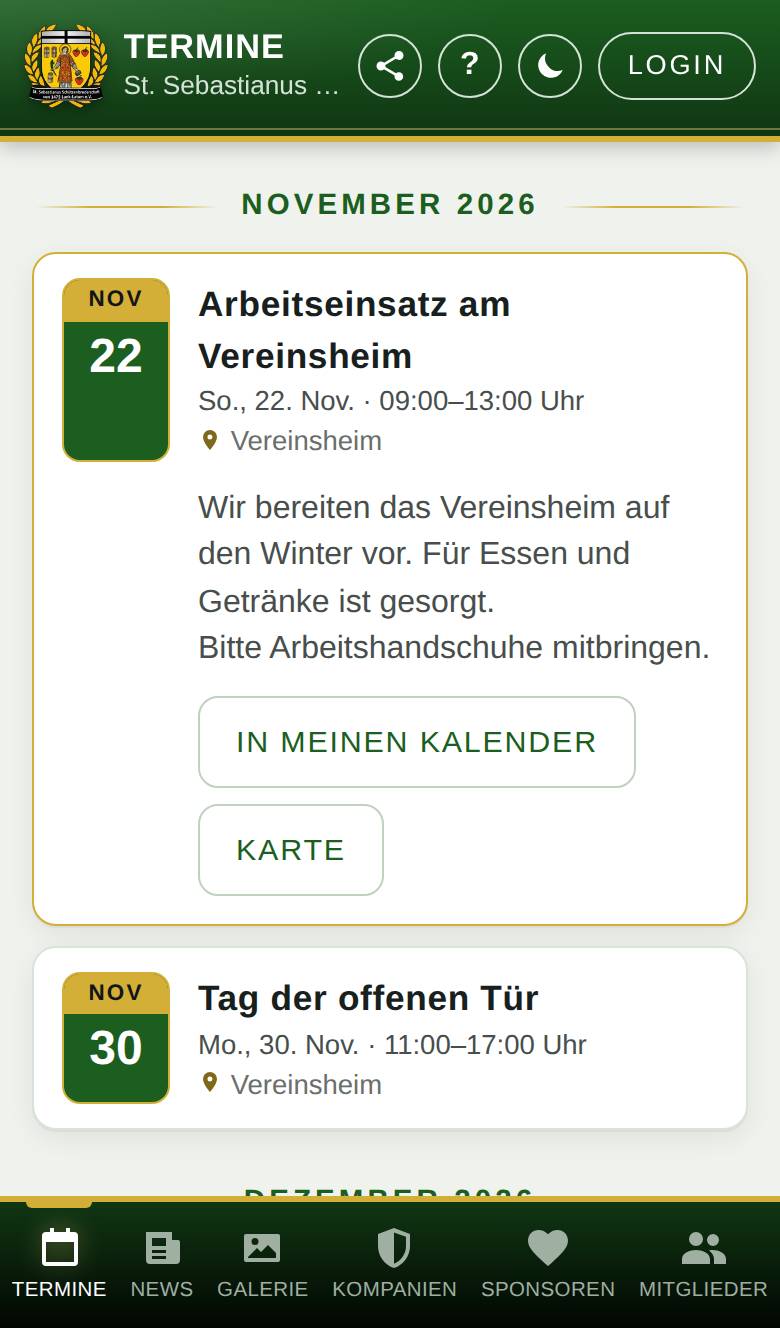 TERMINE
St. Sebastianus ...
?
LOGIN
NOVEMBER 2026
NOV
22
Arbeitseinsatz am
Vereinsheim
So., 22. Nov. · 09:00–13:00 Uhr
Vereinsheim
Wir bereiten das Vereinsheim auf
den Winter vor. Für Essen und
Getränke ist gesorgt.
Bitte Arbeitshandschuhe mitbringen.
IN MEINEN KALENDER
KARTE
NOV
30
Tag der offenen Tür
Mo., 30. Nov. · 11:00–17:00 Uhr
Vereinsheim
DEZEMBER 2026
TERMINE
NEWS
GALERIE
KOMPANIEN
SPONSOREN
MITGLIEDER